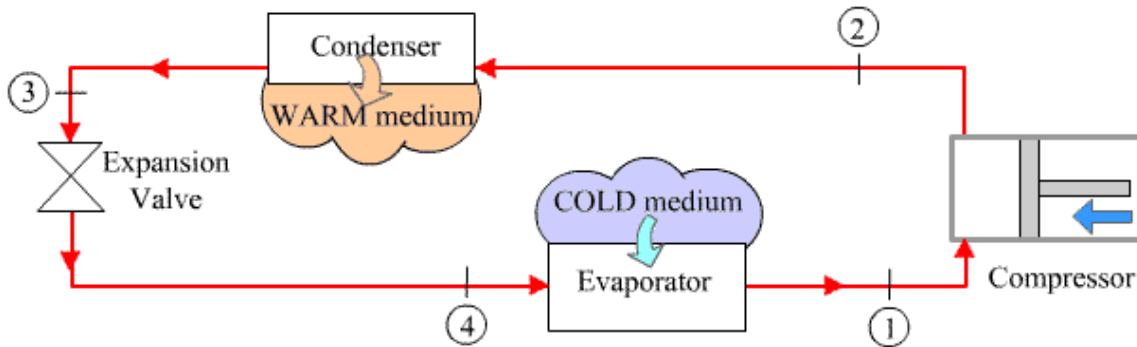 Condenser
2
3
WARM medium
Expansion
Valve
COLD medium
Evaporator
Compressor
4
1